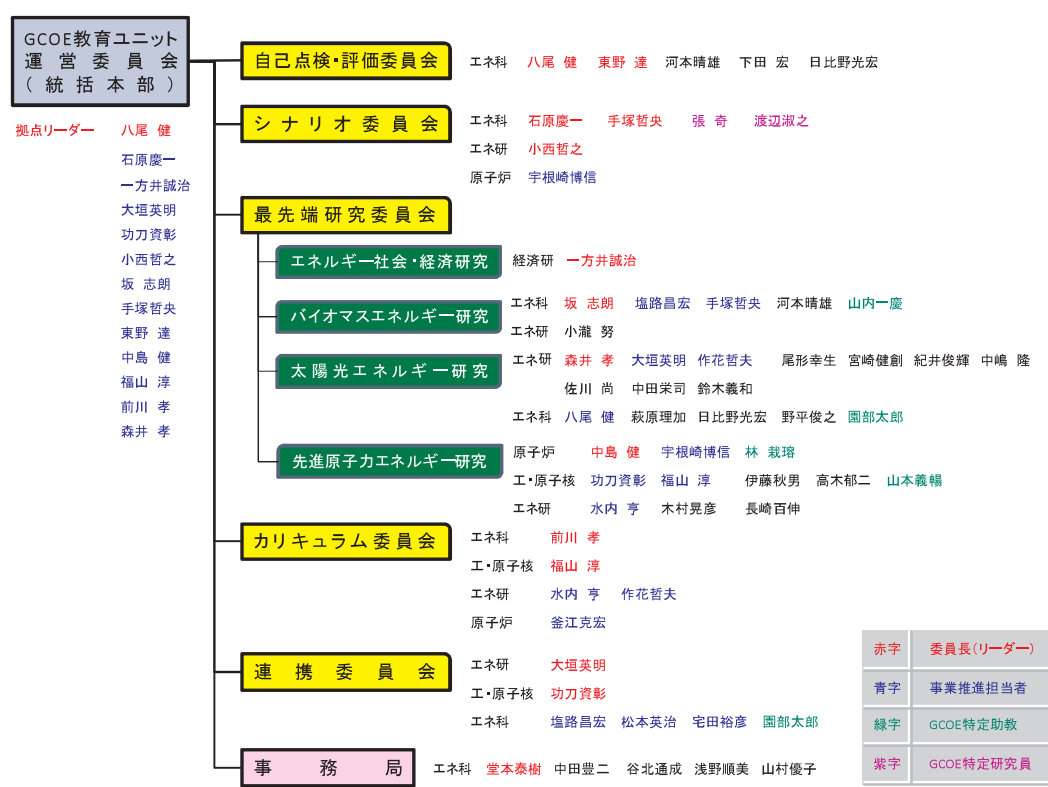 GCOE教育ユニット
運営委員会
(統括本部)
拠点リーダー 八尾 健
石原慶一
一方井誠治
大垣英明
功刀資彰
小西哲之
坂 志朗
手塚哲央
東野 達
中島 健
福山 淳
前川 孝
森井 孝
自己点検・評価委員会 エネ科 八尾 健 東野 達 河本晴雄 下田 宏 日比野光宏
シナリオ委員会 エネ科 石原慶一 手塚哲央 張 奇 渡辺淑之
エネ研 小西哲之
原子炉 宇根崎博信
最先端研究委員会
エネルギー社会・経済研究 経済研 一方井誠治
バイオマスエネルギー研究 エネ科 坂 志朗 塩路昌宏 手塚哲央 河本晴雄 山内一慶
エネ研 小瀧 努
太陽光エネルギー研究 エネ研 森井 孝 大垣英明 作花哲夫 尾形幸生 宮崎健創 紀井俊輝 中嶋 隆
佐川 尚 中田栄司 鈴木義和
エネ科 八尾 健 萩原理加 日比野光宏 野平俊之 園部太郎
先進原子力エネルギー研究 原子炉 中島 健 宇根崎博信 林 栽瑢
工・原子核 功刀資彰 福山 淳 伊藤秋男 高木郁二 山本義暢
エネ研 水内 亨 木村晃彦 長崎百伸
カリキュラム委員会 エネ科 前川 孝
工・原子核 福山 淳
エネ研 水内 亨 作花哲夫
原子炉 釜江克宏
連携委員会 エネ研 大垣英明
工・原子核 功刀資彰
エネ科 塩路昌宏 松本英治 宅田裕彦 園部太郎
事務局 エネ科 堂本泰樹 中田豊二 谷北通成 浅野順美 山村優子
赤字 委員長(リーダー)
青字 事業推進担当者
緑字 GCOE特定助教
紫字 GCOE特定研究員